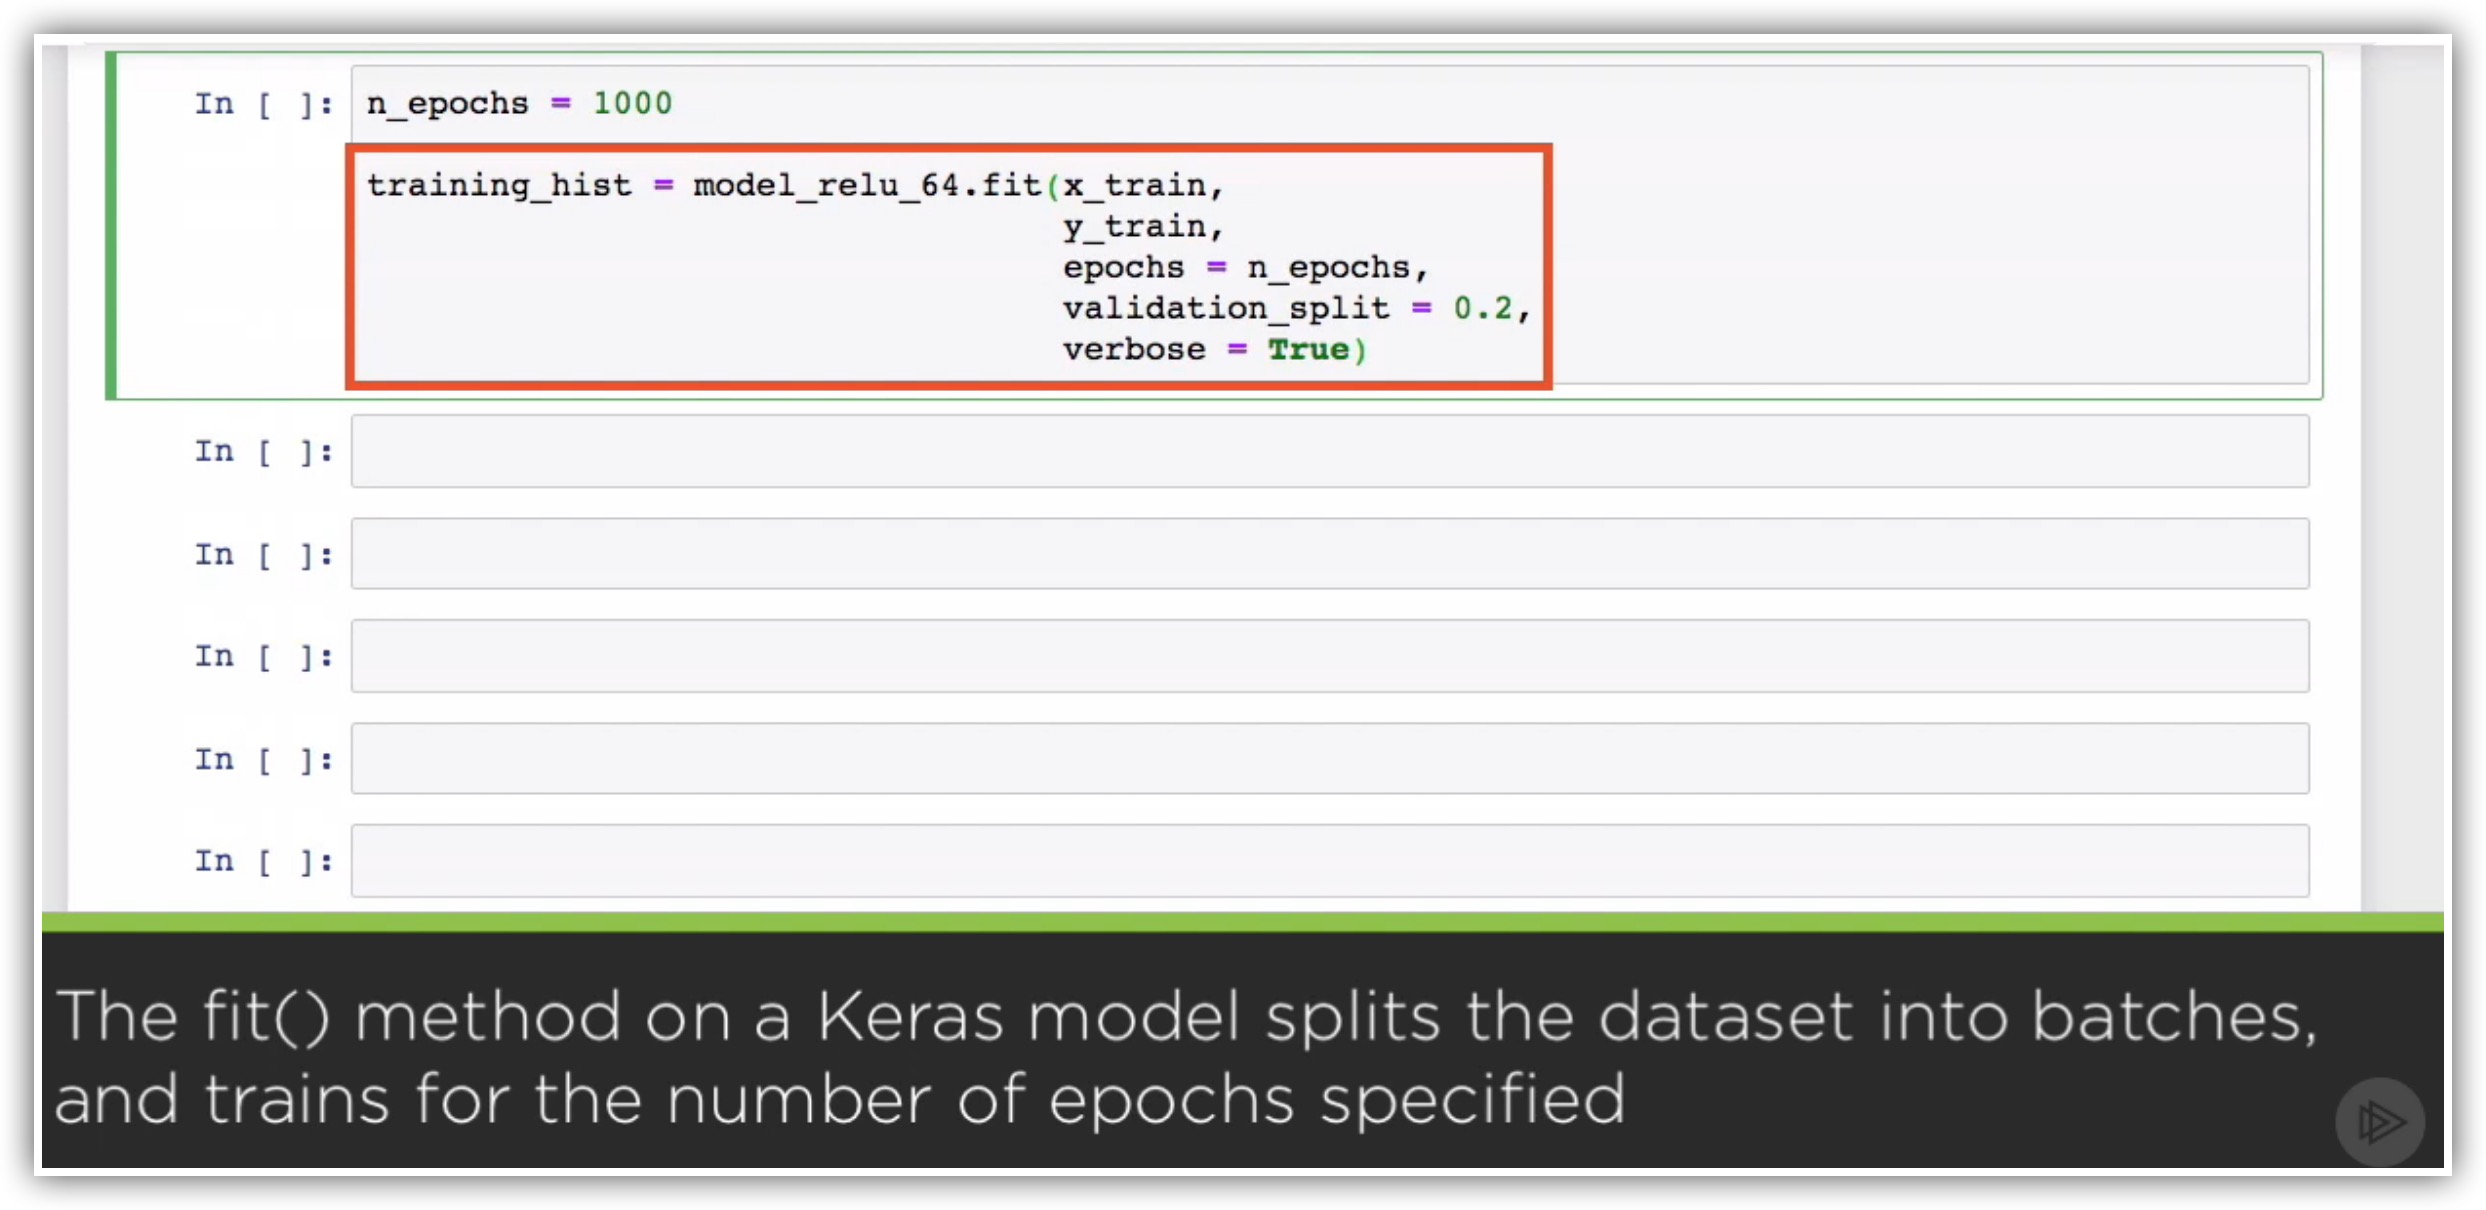 In [ ]: n_epochs = 1000
training_hist = model_relu_64.fit(x_train,
y_train,
epochs = n_epochs,
validation_split = 0.2,
verbose = True)
In [ ]:
In [ ]:
In [ ]:
In [ ]:
In [ ]:
The fit() method on a Keras model splits the dataset into batches,
and trains for the number of epochs specified